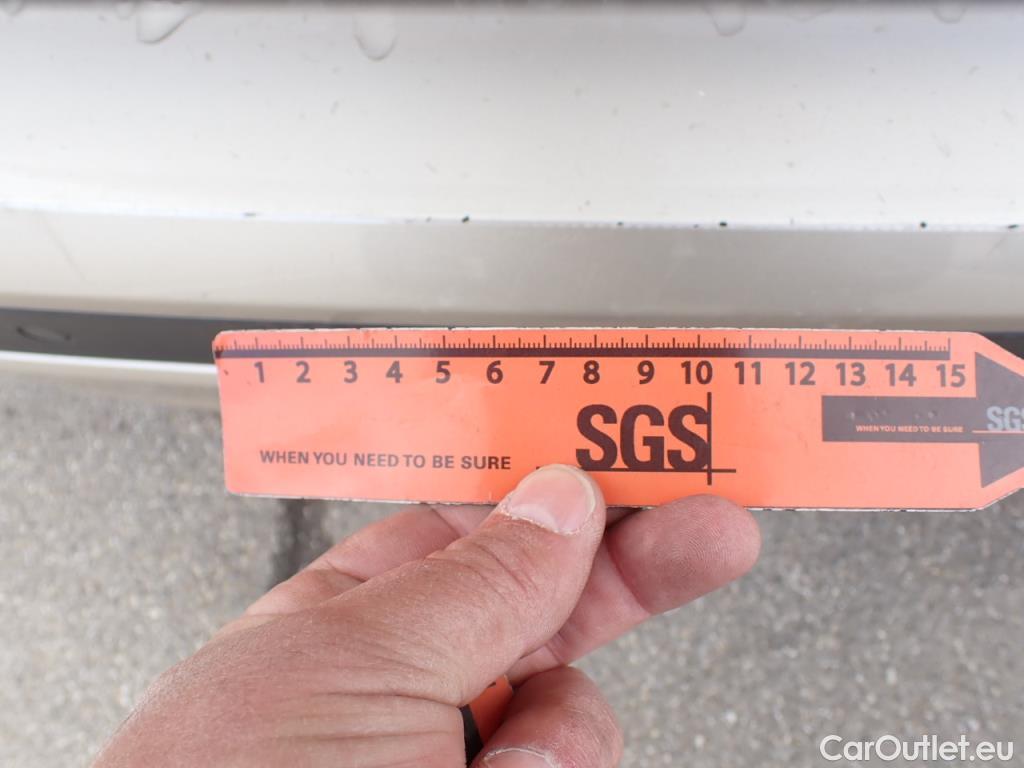 1 2 3 4 5 6 7 8 9 10 11 12 13 14 15
SGS
WHEN YOU NEED TO BE SURE
WHEN YOU NEED TO BE SURE
SGS
CarOutlet.eu